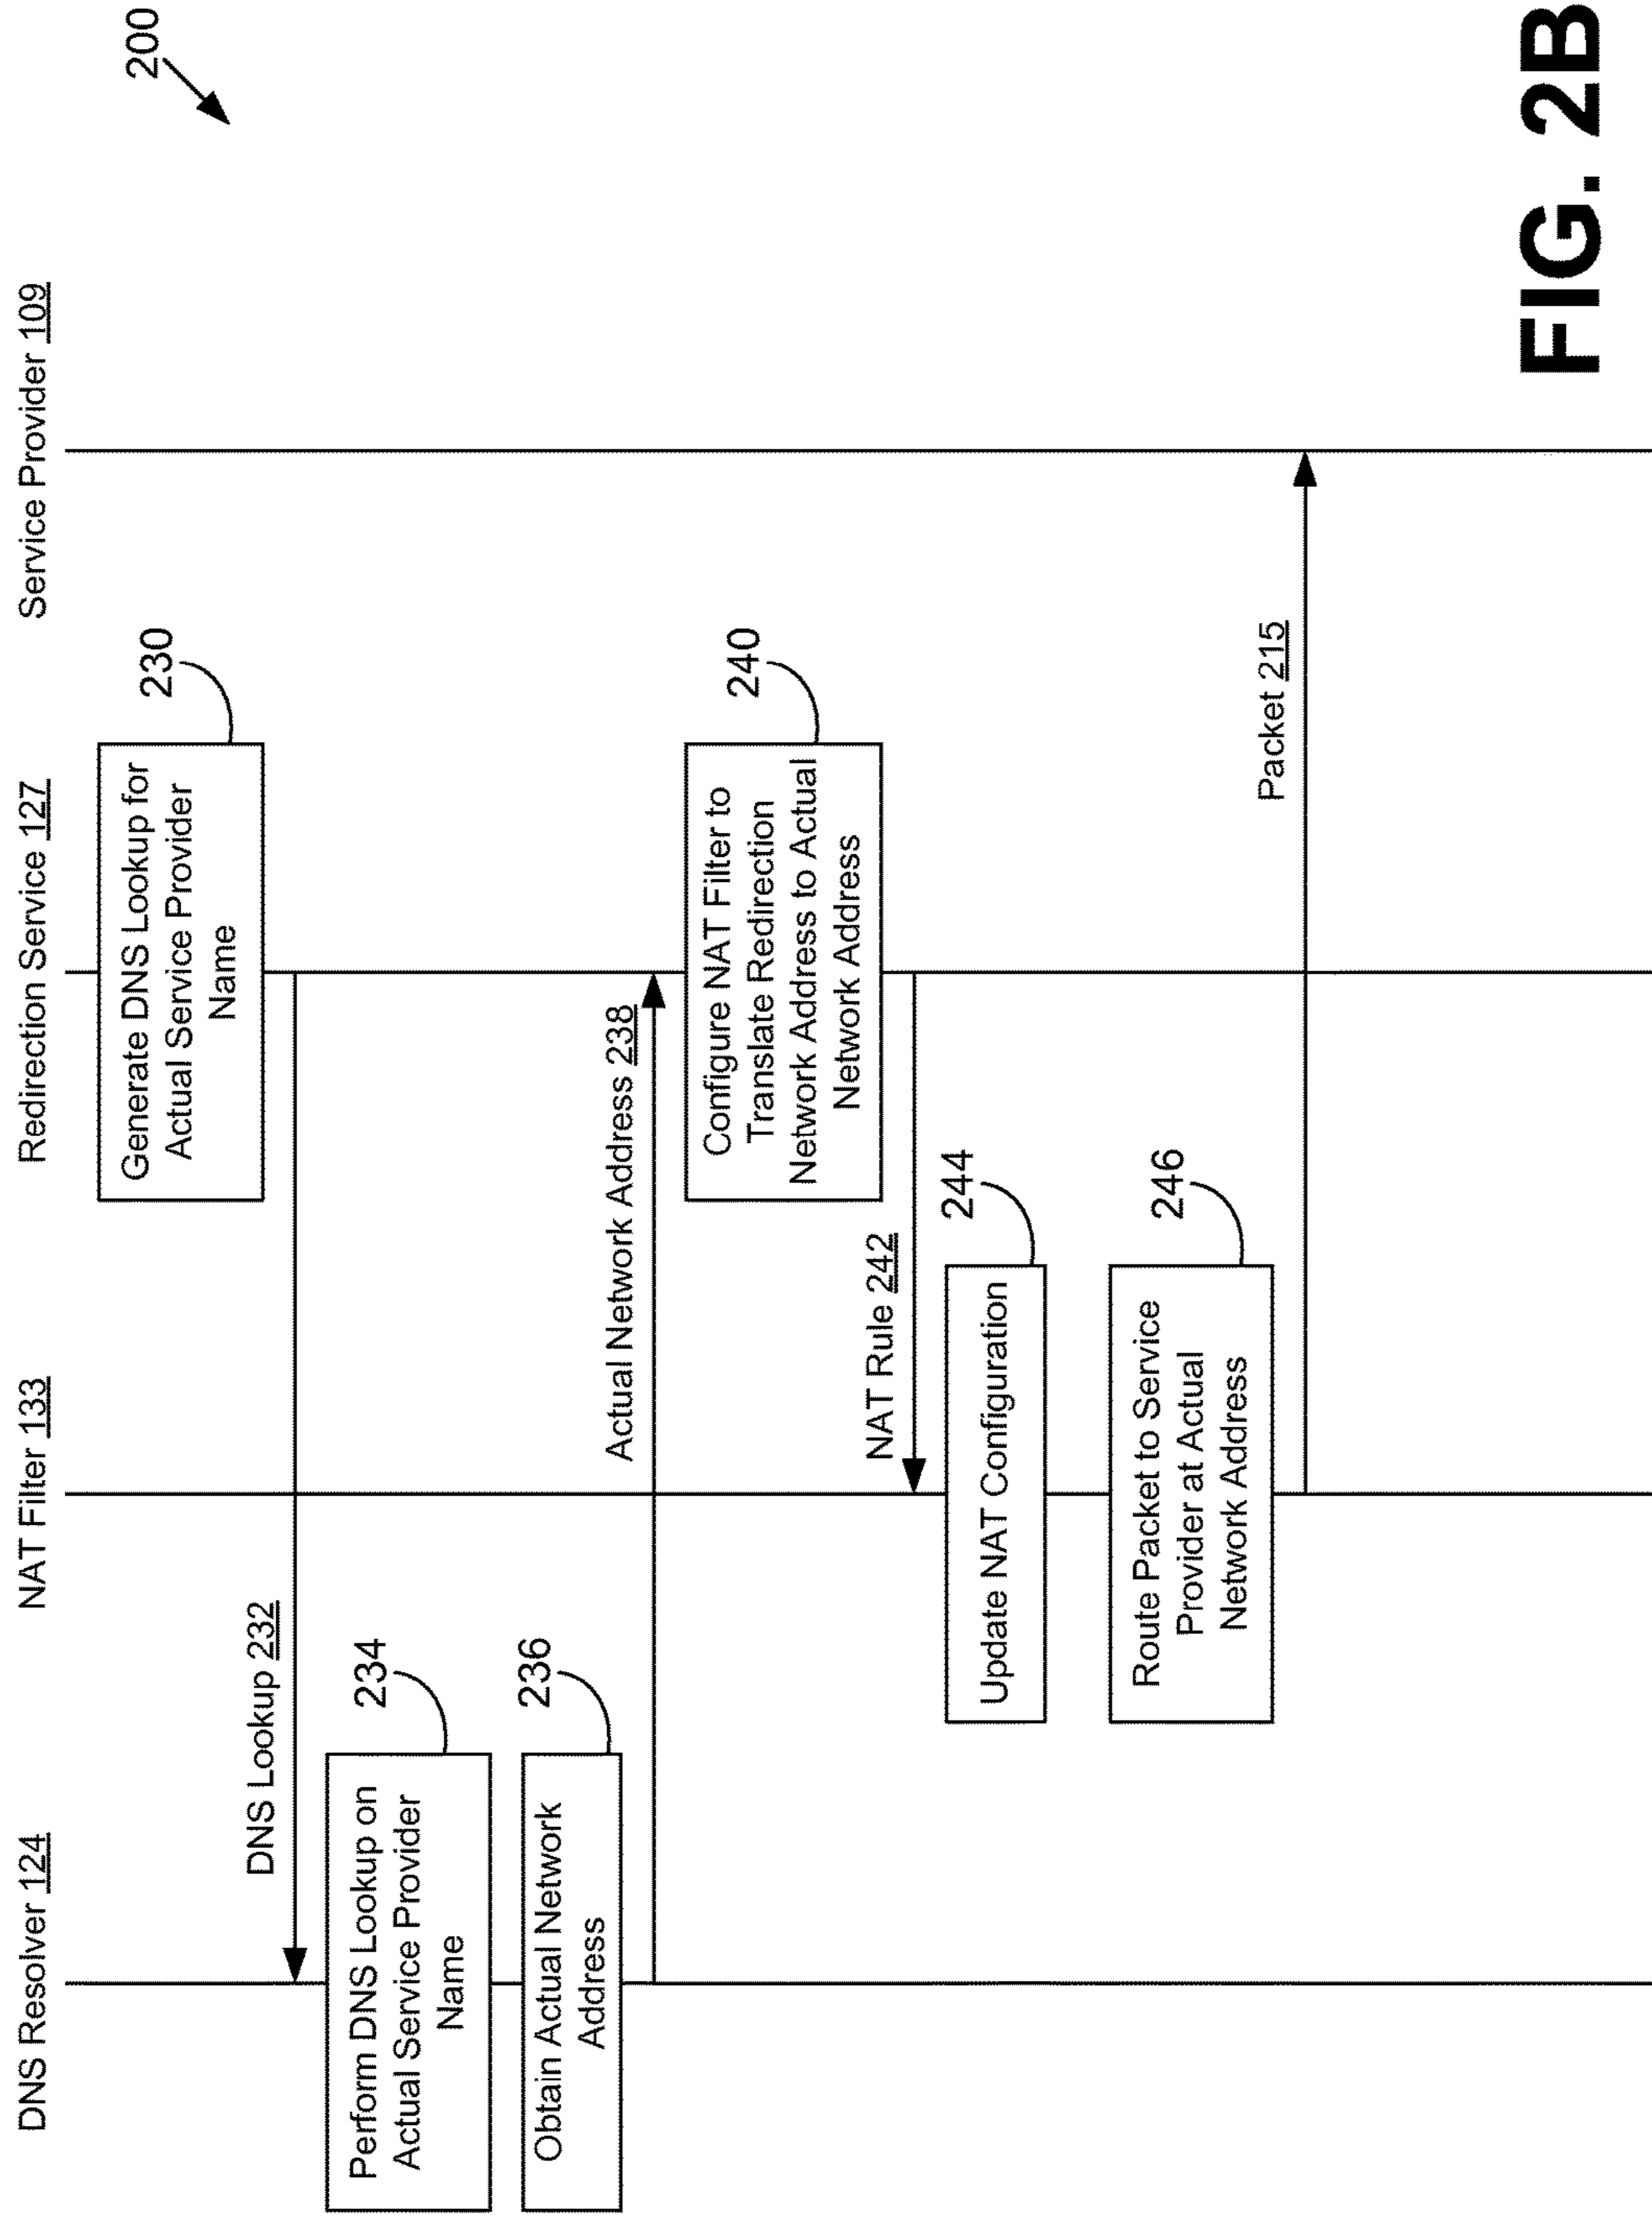 200
DNS Resolver 124
NAT Filter 133
Redirection Service 127
Service Provider 109
230
Generate DNS Lookup for
Actual Service Provider
Name
DNS Lookup 232
234
Perform DNS Lookup on
Actual Service Provider
Name
236
Obtain Actual Network
Address
Actual Network Address 238
240
Configure NAT Filter to
Translate Redirection
Network Address to Actual
Network Address
NAT Rule 242
244
Update NAT Configuration
246
Route Packet to Service
Provider at Actual
Network Address
Packet 215
FIG. 2B